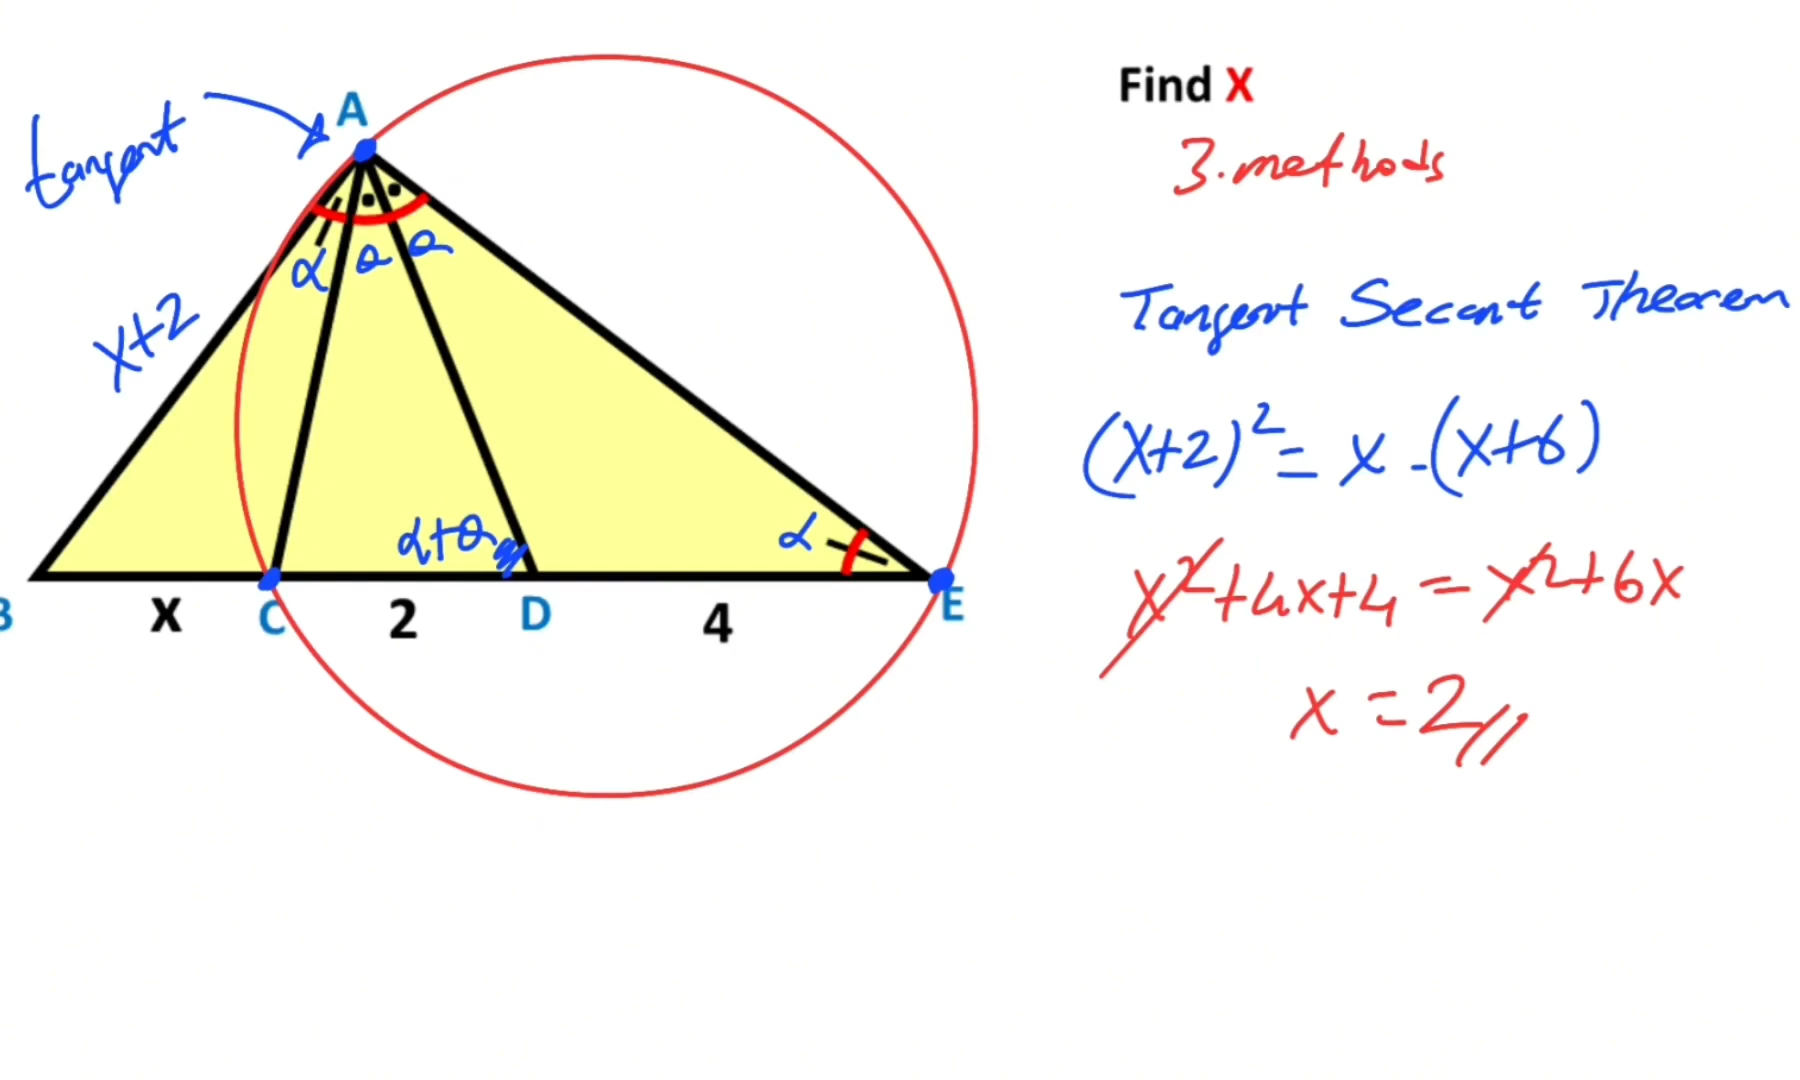 Find X
3.methods
tangent
A
α θ θ
x+2
α+θ
α
B
X
C
2
D
4
E
Tangent Secant Theorem
(x+2)² = x.(x+6)
x²+4x+4 = x²+6x
x = 2//